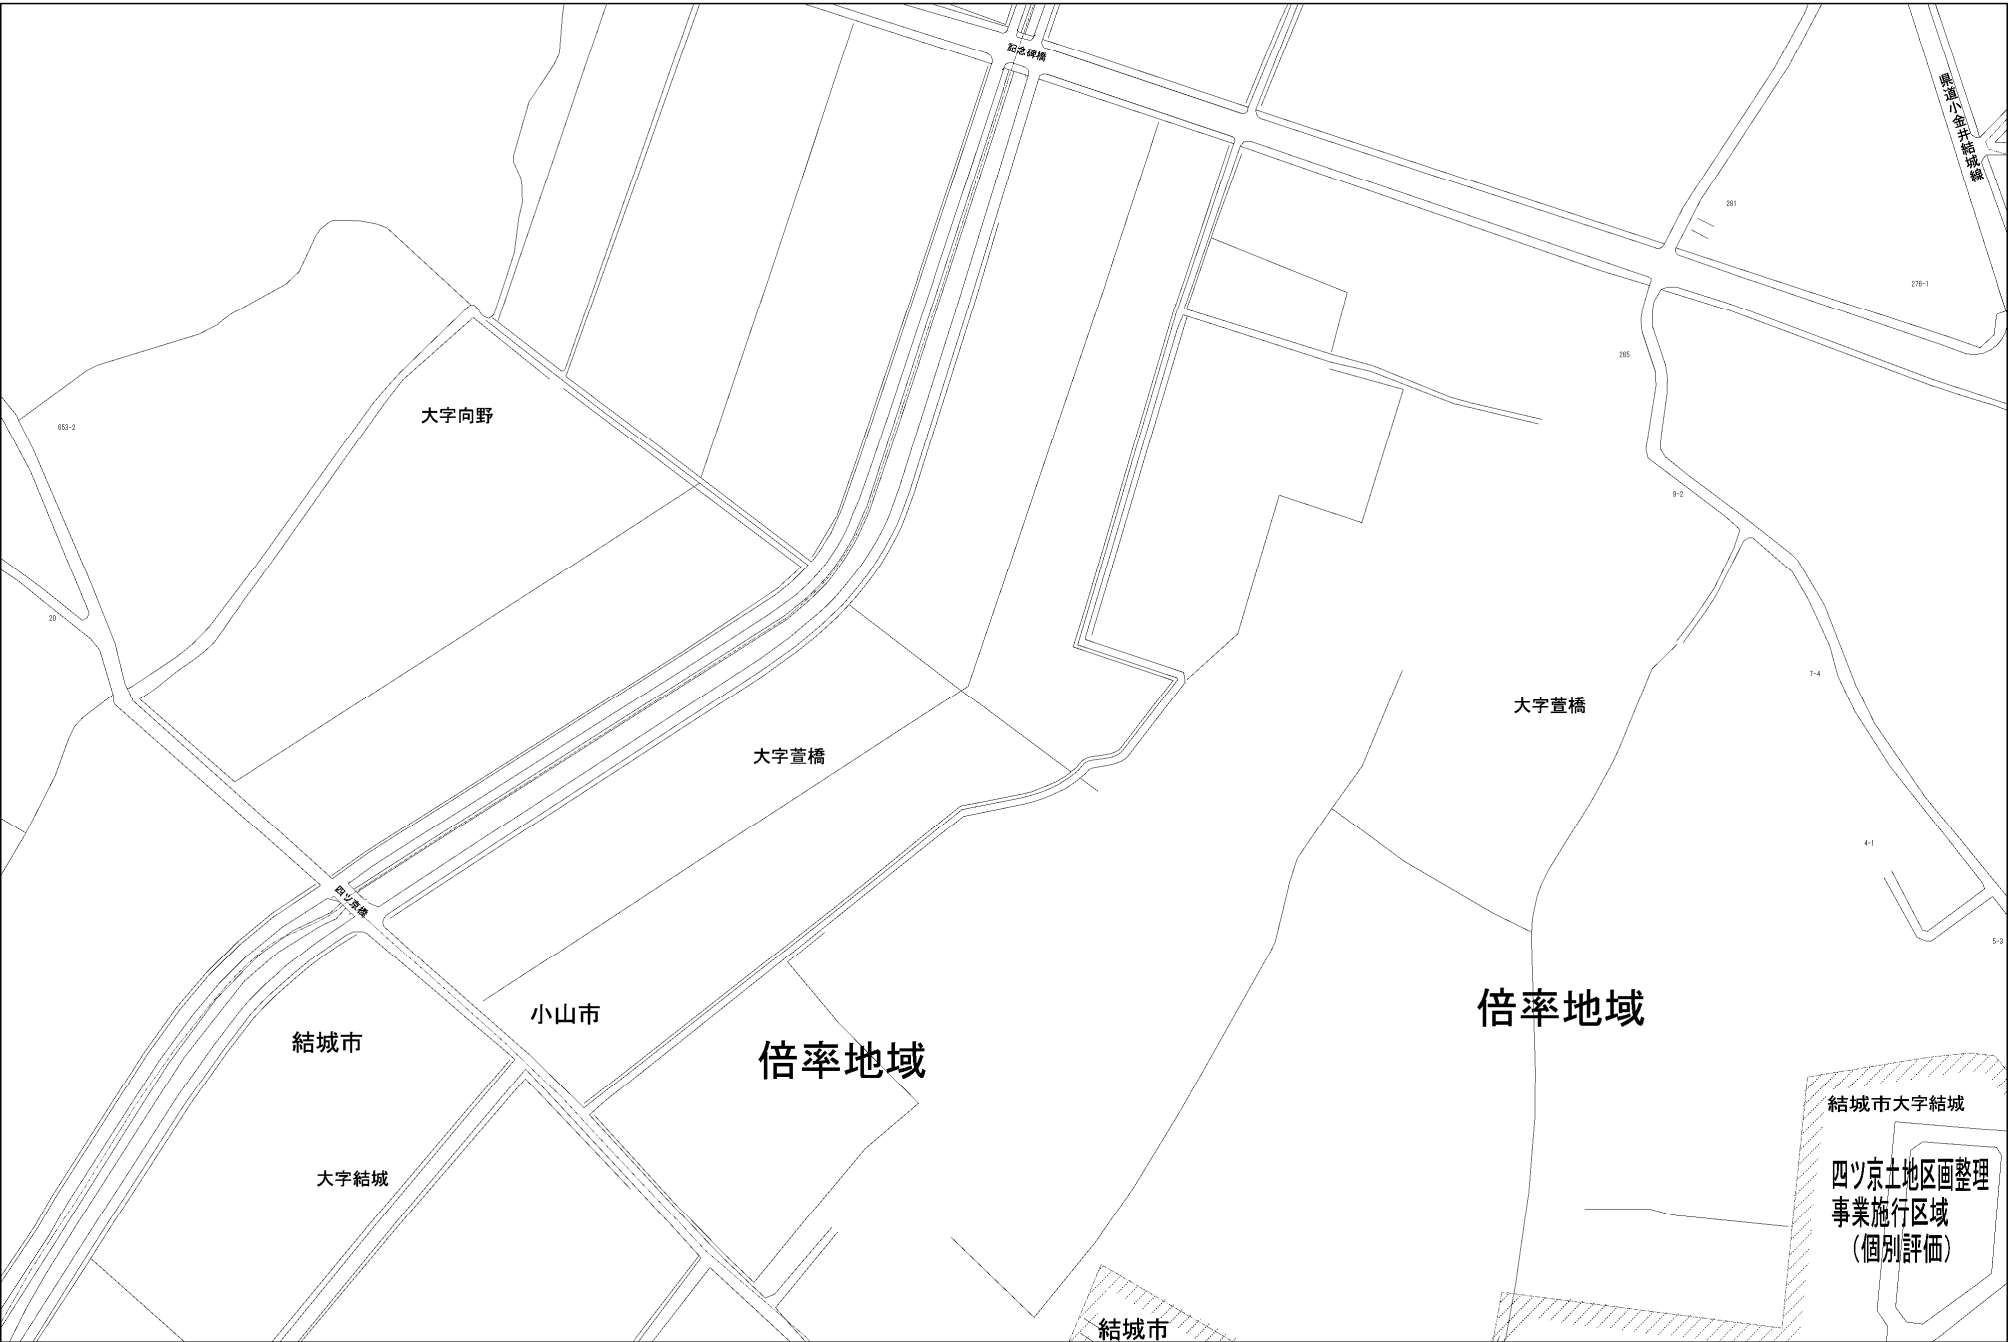 記念碑橋
県道小金井結城線
281
276-1
265
大字向野
653-2
9-2
20
7-4
大字萱橋
大字萱橋
4-1
四ツ京橋
5-3
倍率地域
小山市
結城市
倍率地域
結城市大字結城
四ツ京土地区画整理
事業施行区域
（個別評価）
大字結城
結城市